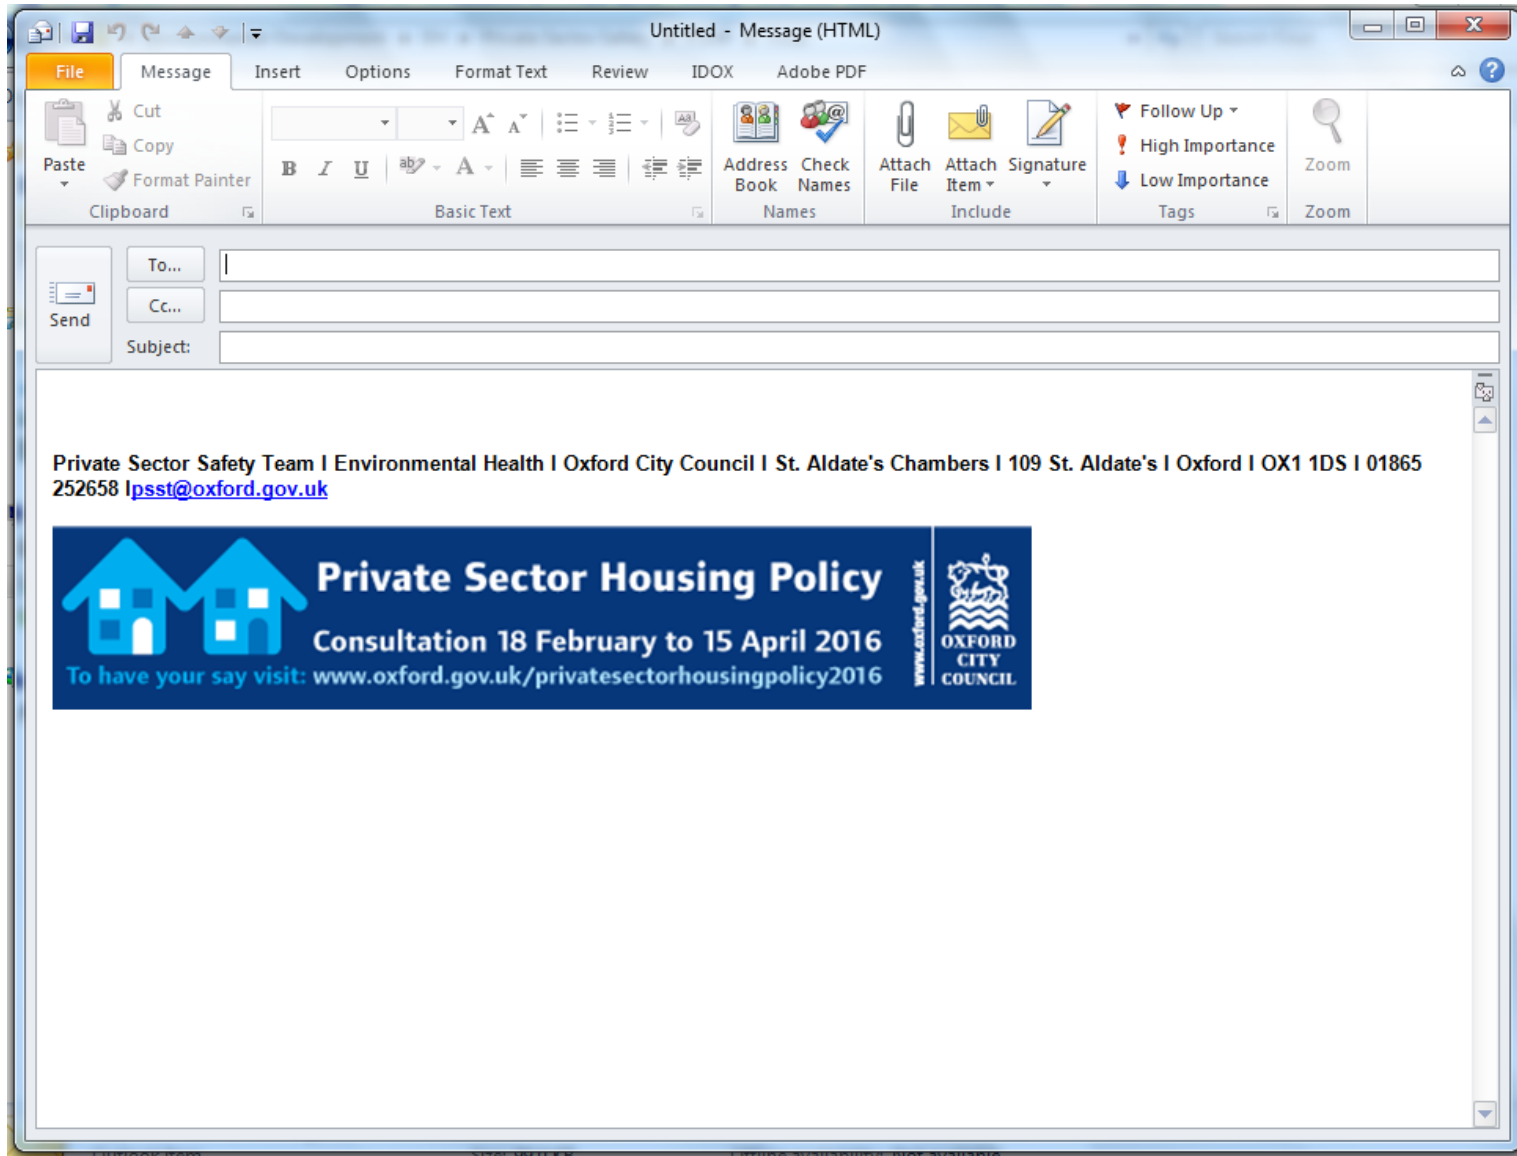 Untitled - Message (HTML)
File Message Insert Options Format Text Review IDOX Adobe PDF
Paste
Cut
Copy
Format Painter
Clipboard
B I U
Basic Text
Address Book
Check Names
Names
Attach File
Attach Item
Signature
Include
Follow Up
High Importance
Low Importance
Tags
Zoom
Zoom
Send
To...
Cc...
Subject:
Private Sector Safety Team I Environmental Health I Oxford City Council I St. Aldate's Chambers I 109 St. Aldate's I Oxford I OX1 1DS I 01865
252658 Ipsst@oxford.gov.uk
Private Sector Housing Policy
Consultation 18 February to 15 April 2016
To have your say visit: www.oxford.gov.uk/privatesectorhousingpolicy2016
www.oxford.gov.uk
OXFORD
CITY
COUNCIL